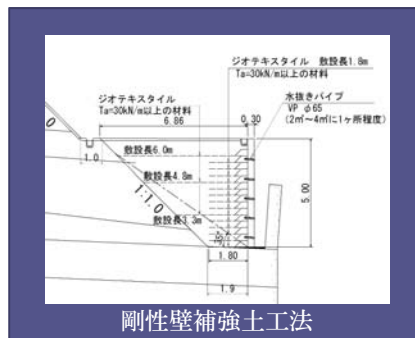 ジオテキスタイル 敷設長1.8m
Ta=30kN/m以上の材料
ジオテキスタイル
Ta=30kN/m以上の材料
水抜きパイプ
VP φ65
(2㎡～4㎡に1ヶ所程度)
6.86
0.30
1.0
敷設長6.0m
敷設長4.8m
敷設長3.3m
1:1.0
5.00
1.80
1.9
剛性壁補強土工法